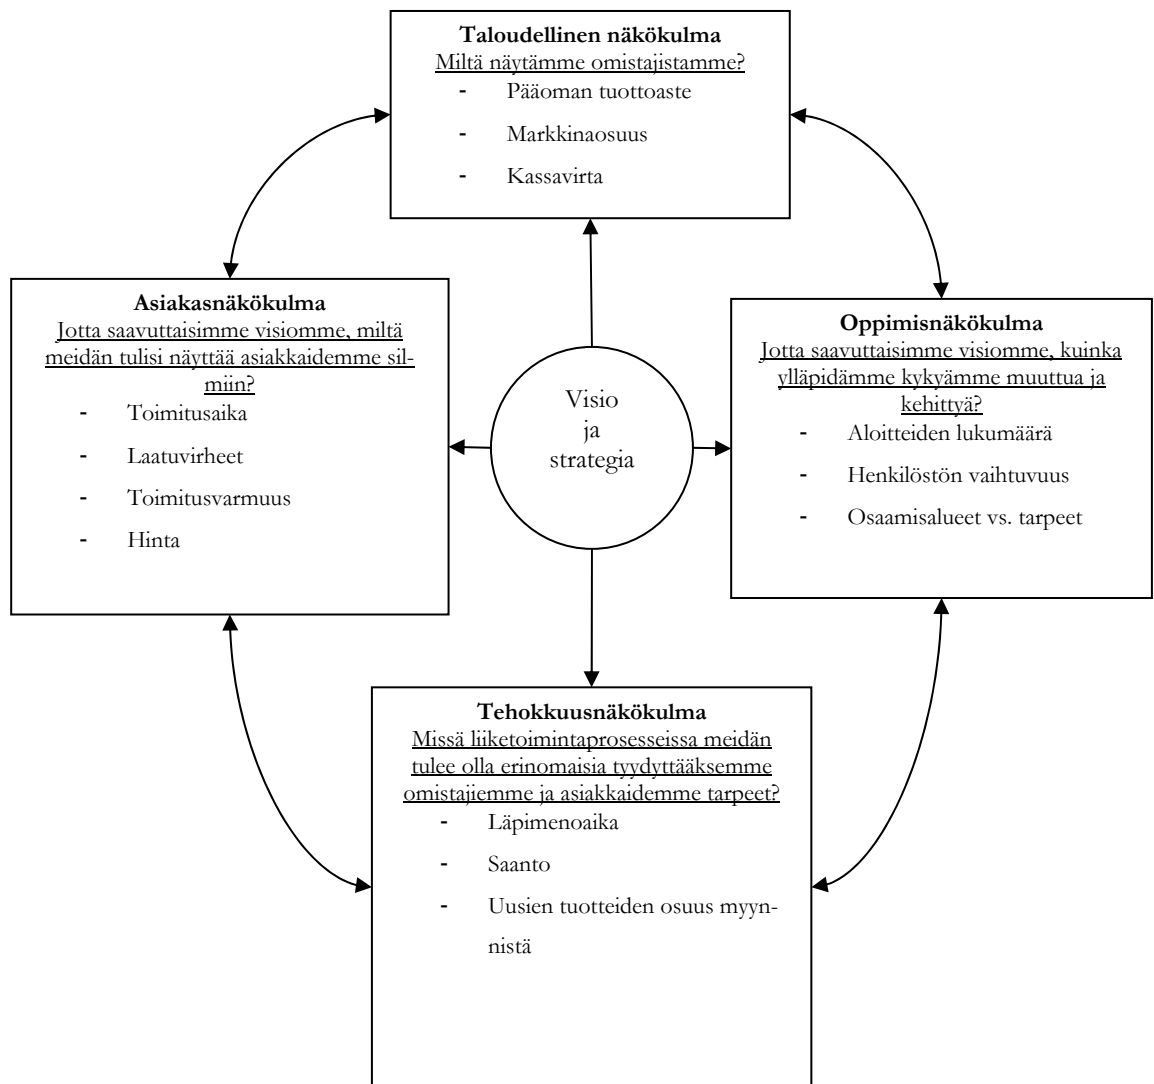 Taloudellinen näkökulma
Miltä näytämme omistajistamme?
- Pääoman tuottoaste
- Markkinaosuus
- Kassavirta
Asiakasnäkökulma
Jotta saavuttaisimme visiomme, miltä
meidän tulisi näyttää asiakkaidemme sil-
miin?
- Toimitusaika
- Laatuvirheet
- Toimitusvarmuus
- Hinta
Visio
ja
strategia
Oppimisnäkökulma
Jotta saavuttaisimme visiomme, kuinka
ylläpidämme kykyämme muuttua ja
kehittyä?
- Aloitteiden lukumäärä
- Henkilöstön vaihtuvuus
- Osaamisalueet vs. tarpeet
Tehokkuusnäkökulma
Missä liiketoimintaprosesseissa meidän
tulee olla erinomaisia tyydyttääksemme
omistajiemme ja asiakkaidemme tarpeet?
- Läpimenoaika
- Saanto
- Uusien tuotteiden osuus myyn-
nistä